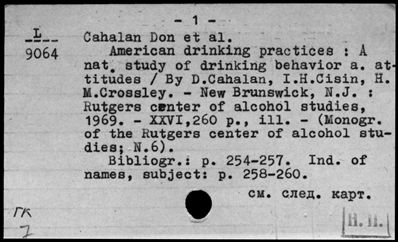 - 1 -
L
9064
Cahalan Don et al.
American drinking practices : A
nat. study of drinking behavior a. at-
titudes / By D.Cahalan, I.H.Cisin, H.
M.Crossley. - New Brunswick, N.J. :
Rutgers center of alcohol studies,
1969. - XXVI,260 p., ill. - (Monogr.
of the Rutgers center of alcohol stu-
dies; N.6).
Bibliogr.: p. 254-257. Ind. of
names, subject: p. 258-260.
см. след. карт.
ГК
Н. П.